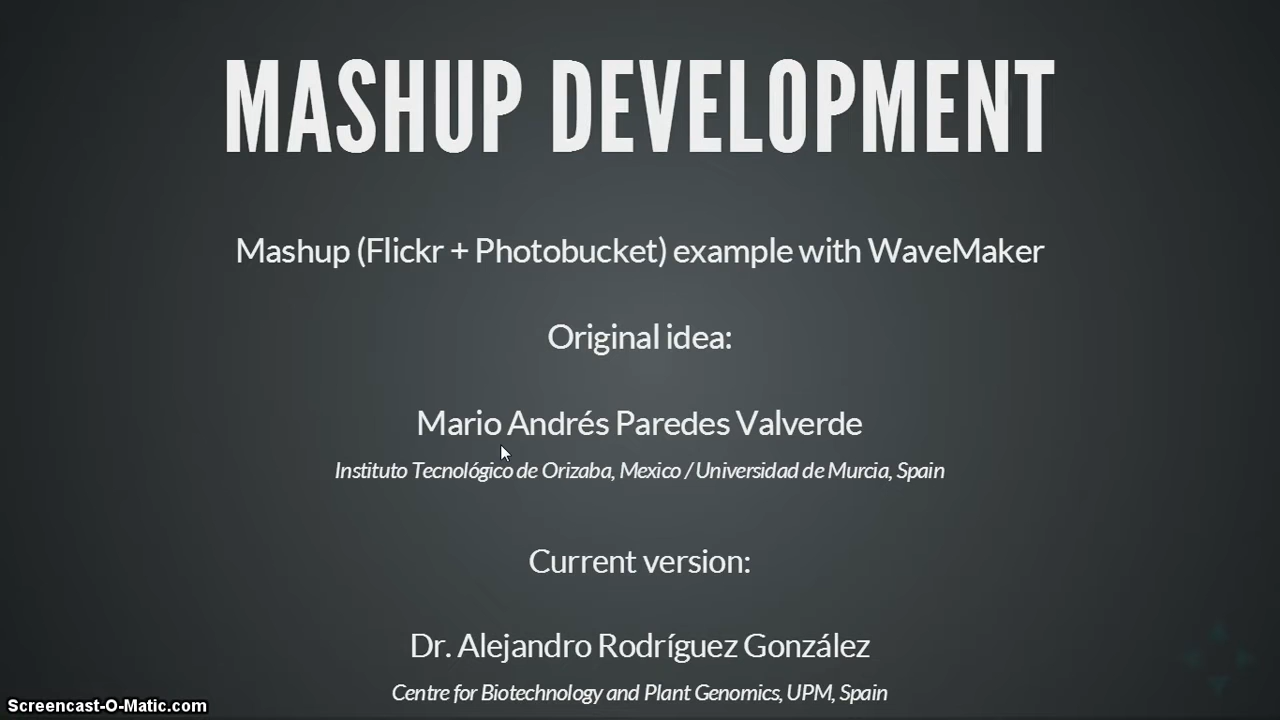 MASHUP DEVELOPMENT
Mashup (Flickr + Photobucket) example with WaveMaker
Original idea:
Mario Andrés Paredes Valverde
Instituto Tecnológico de Orizaba, Mexico / Universidad de Murcia, Spain
Current version:
Dr. Alejandro Rodríguez González
Centre for Biotechnology and Plant Genomics, UPM, Spain
Screencast-O-Matic.com